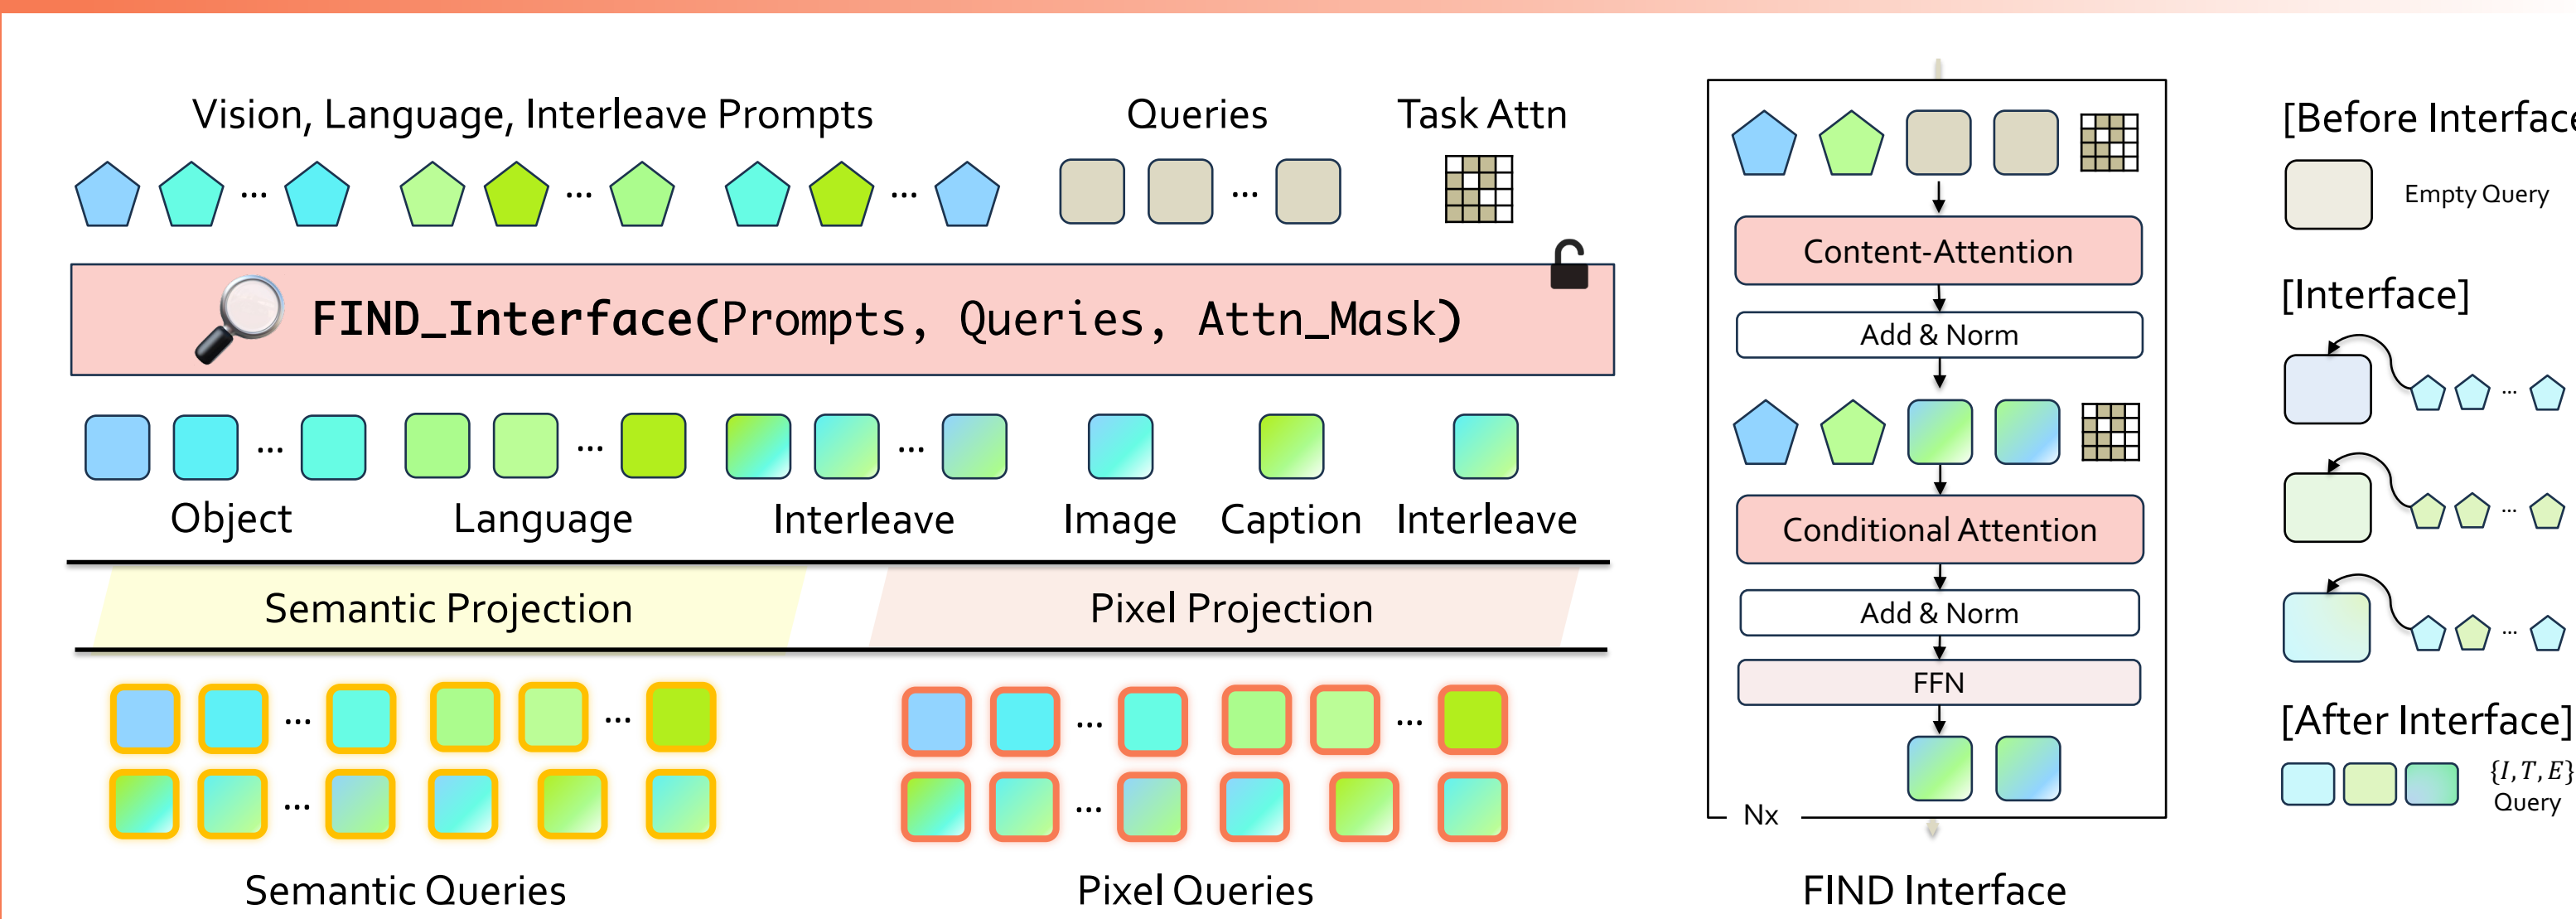 Vision, Language, Interleave Prompts
Queries
Task Attn
... ... ... ...
FIND_Interface(Prompts, Queries, Attn_Mask)
... ... ...
Object
Language
Interleave
Image
Caption
Interleave
Semantic Projection
Pixel Projection
... ... ... ...
... ...
Semantic Queries
Pixel Queries
Content-Attention
Add & Norm
Conditional Attention
Add & Norm
FFN
Nx
FIND Interface
[Before Interface
Empty Query
[Interface]
...
...
...
[After Interface]
{I, T, E}
Query